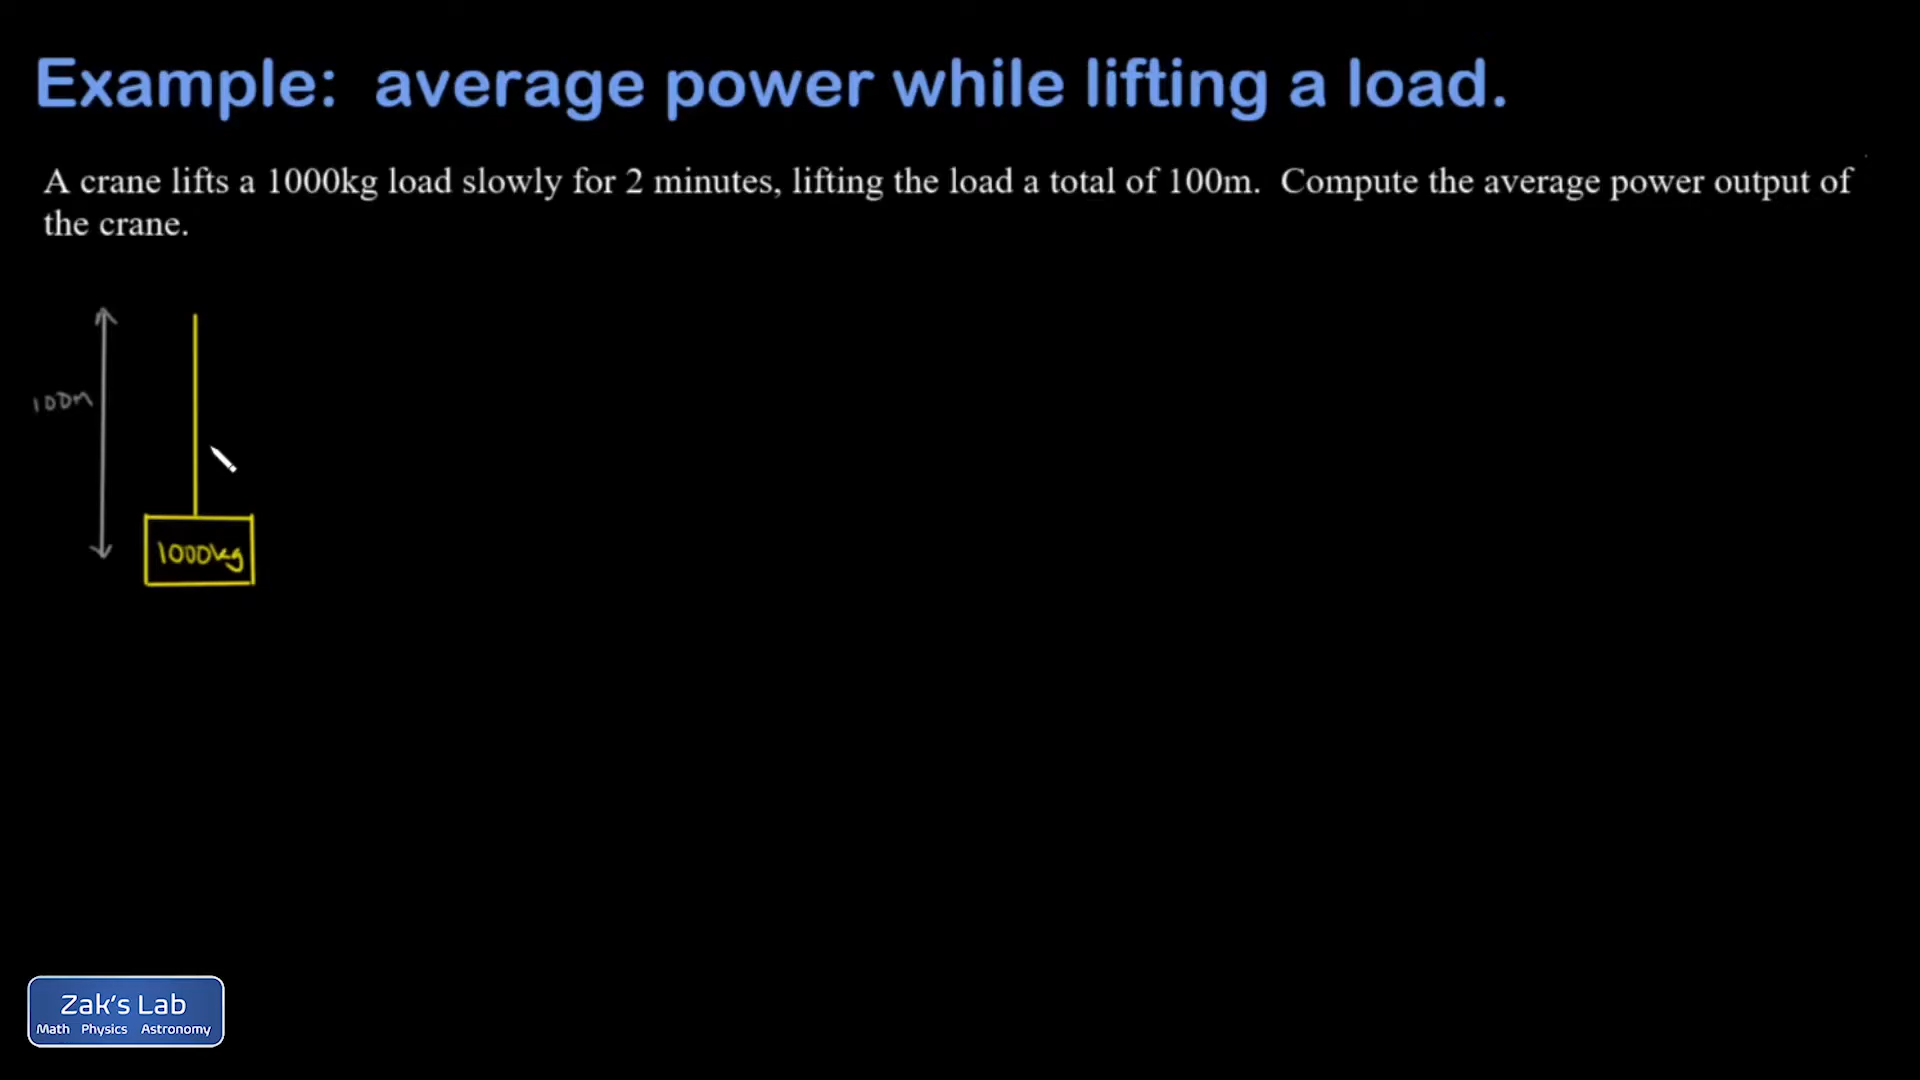 Example: average power while lifting a load.
A crane lifts a 1000kg load slowly for 2 minutes, lifting the load a total of 100m. Compute the average power output of
the crane.
100m
1000kg
Zak's Lab
Math Physics Astronomy